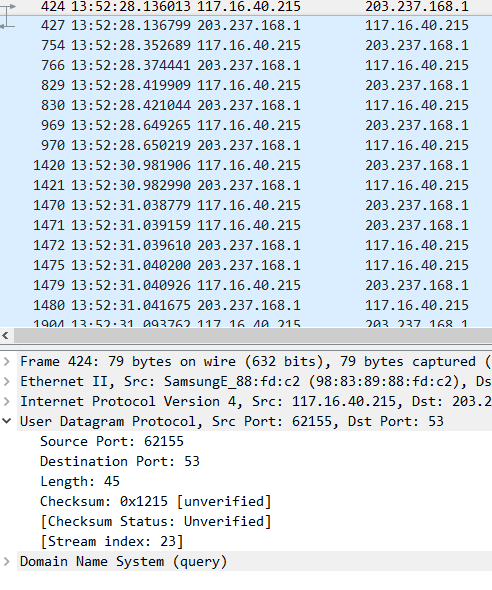 424 13:52:28.136013 117.16.40.215 203.237.168.1
427 13:52:28.136799 203.237.168.1 117.16.40.215
754 13:52:28.352689 117.16.40.215 203.237.168.1
766 13:52:28.374441 203.237.168.1 117.16.40.215
829 13:52:28.419909 117.16.40.215 203.237.168.1
830 13:52:28.421044 203.237.168.1 117.16.40.215
969 13:52:28.649265 117.16.40.215 203.237.168.1
970 13:52:28.650219 203.237.168.1 117.16.40.215
1420 13:52:30.981906 117.16.40.215 203.237.168.1
1421 13:52:30.982990 203.237.168.1 117.16.40.215
1470 13:52:31.038779 117.16.40.215 203.237.168.1
1471 13:52:31.039159 117.16.40.215 203.237.168.1
1472 13:52:31.039610 203.237.168.1 117.16.40.215
1475 13:52:31.040200 203.237.168.1 117.16.40.215
1479 13:52:31.040926 117.16.40.215 203.237.168.1
1480 13:52:31.041675 203.237.168.1 117.16.40.215
1904 13:52:31.093762 117.16.40.215 203.237.168.1
Frame 424: 79 bytes on wire (632 bits), 79 bytes captured (
Ethernet II, Src: SamsungE_88:fd:c2 (98:83:89:88:fd:c2), Ds
Internet Protocol Version 4, Src: 117.16.40.215, Dst: 203.2
User Datagram Protocol, Src Port: 62155, Dst Port: 53
Source Port: 62155
Destination Port: 53
Length: 45
Checksum: 0x1215 [unverified]
[Checksum Status: Unverified]
[Stream index: 23]
Domain Name System (query)